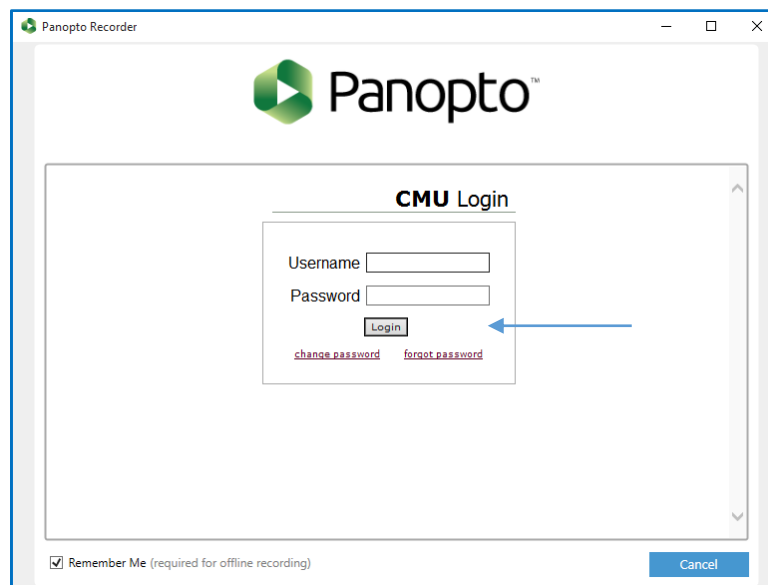 Panopto Recorder
Panopto™
CMU Login
Username
Password
Login
change password forgot password
Remember Me (required for offline recording)
Cancel